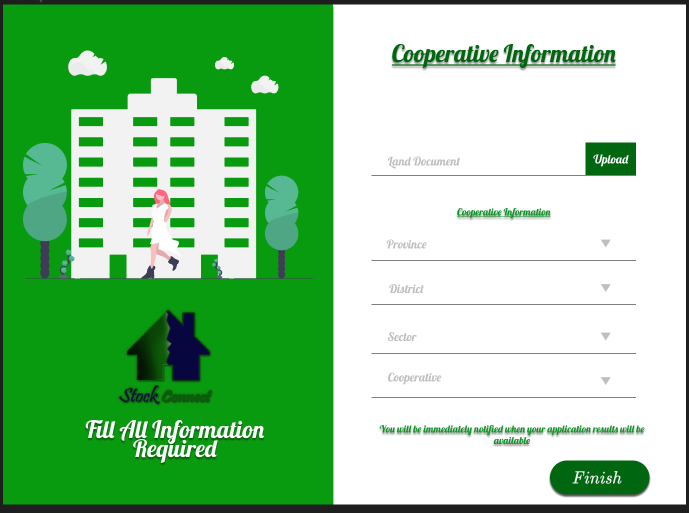 Stock Connect
Fill All Information
Required
Cooperative Information
Land Document
Upload
Cooperative Information
Province
District
Sector
Cooperative
You will be immediately notified when your application results will be
available
Finish